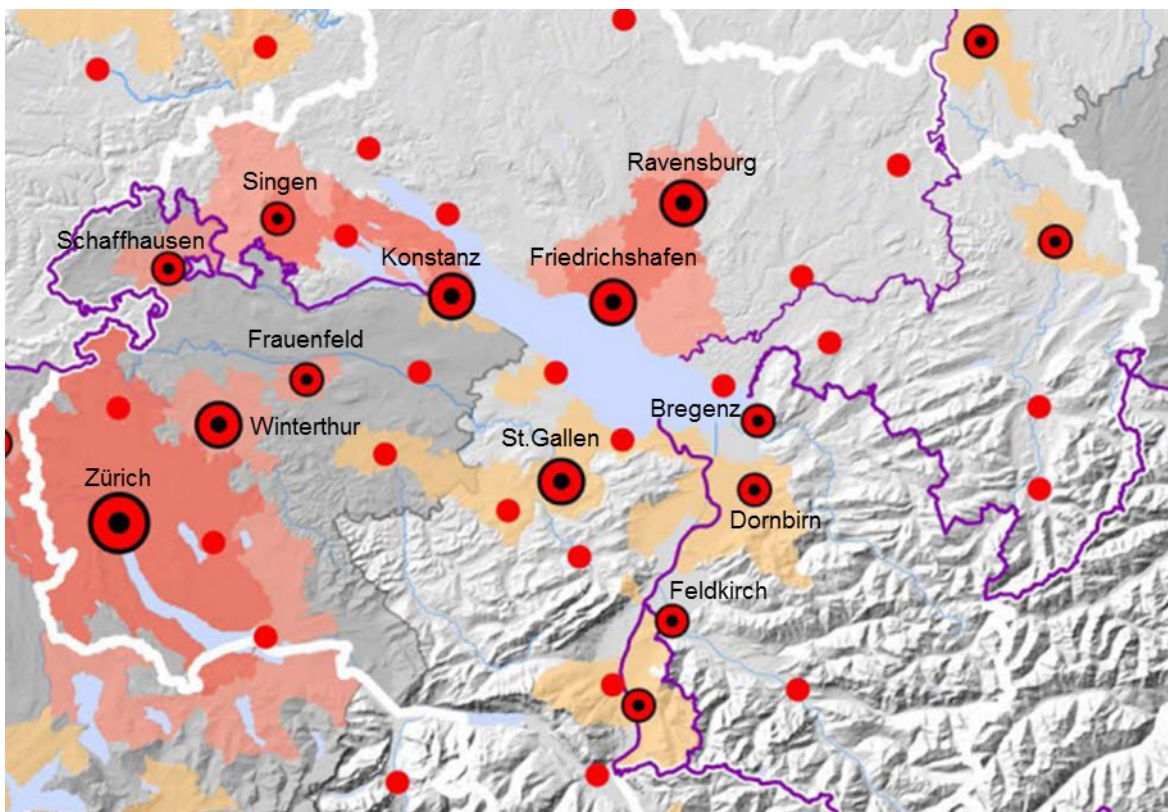 Ravensburg
Singen
Schaffhausen
Konstanz
Friedrichshafen
Frauenfeld
Bregenz
Winterthur
St.Gallen
Zürich
Dornbirn
Feldkirch